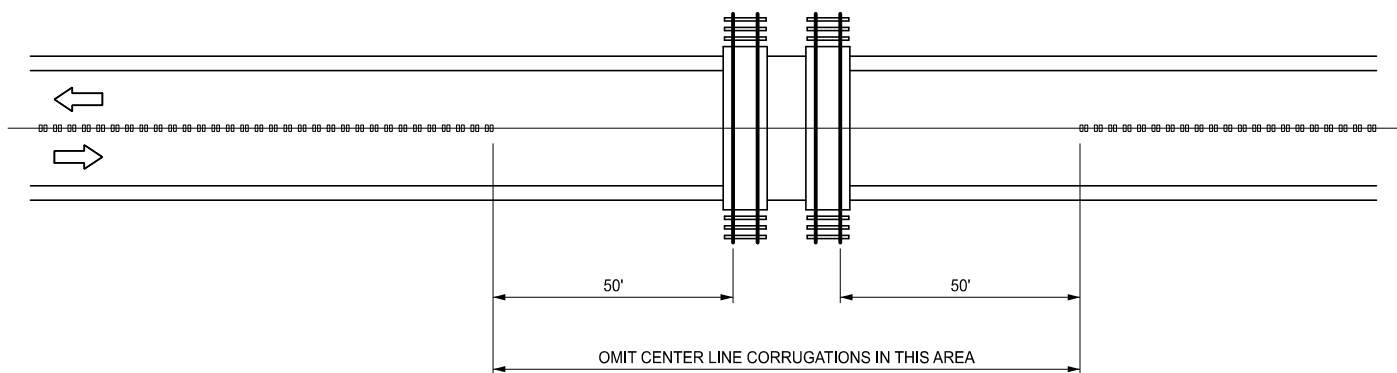 50'
50'
OMIT CENTER LINE CORRUGATIONS IN THIS AREA